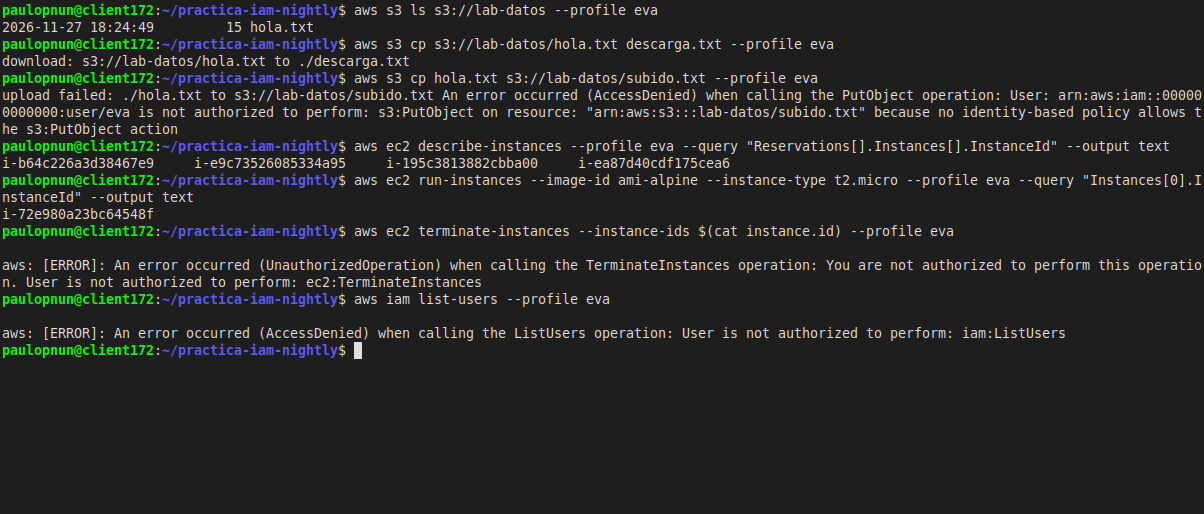 paulopnun@client172:~/practica-iam-nightly$ aws s3 ls s3://lab-datos --profile eva
2026-11-27 18:24:49         15 hola.txt
paulopnun@client172:~/practica-iam-nightly$ aws s3 cp s3://lab-datos/hola.txt descarga.txt --profile eva
download: s3://lab-datos/hola.txt to ./descarga.txt
paulopnun@client172:~/practica-iam-nightly$ aws s3 cp hola.txt s3://lab-datos/subido.txt --profile eva
upload failed: ./hola.txt to s3://lab-datos/subido.txt An error occurred (AccessDenied) when calling the PutObject operation: User: arn:aws:iam::00000
0000000:user/eva is not authorized to perform: s3:PutObject on resource: "arn:aws:s3:::lab-datos/subido.txt" because no identity-based policy allows t
he s3:PutObject action
paulopnun@client172:~/practica-iam-nightly$ aws ec2 describe-instances --profile eva --query "Reservations[].Instances[].InstanceId" --output text
i-b64c226a3d38467e9     i-e9c73526085334a95     i-195c3813882cbba00     i-ea87d40cdf175cea6
paulopnun@client172:~/practica-iam-nightly$ aws ec2 run-instances --image-id ami-alpine --instance-type t2.micro --profile eva --query "Instances[0].I
nstanceId" --output text
i-72e980a23bc64548f
paulopnun@client172:~/practica-iam-nightly$ aws ec2 terminate-instances --instance-ids $(cat instance.id) --profile eva

aws: [ERROR]: An error occurred (UnauthorizedOperation) when calling the TerminateInstances operation: You are not authorized to perform this operatio
n. User is not authorized to perform: ec2:TerminateInstances
paulopnun@client172:~/practica-iam-nightly$ aws iam list-users --profile eva

aws: [ERROR]: An error occurred (AccessDenied) when calling the ListUsers operation: User is not authorized to perform: iam:ListUsers
paulopnun@client172:~/practica-iam-nightly$